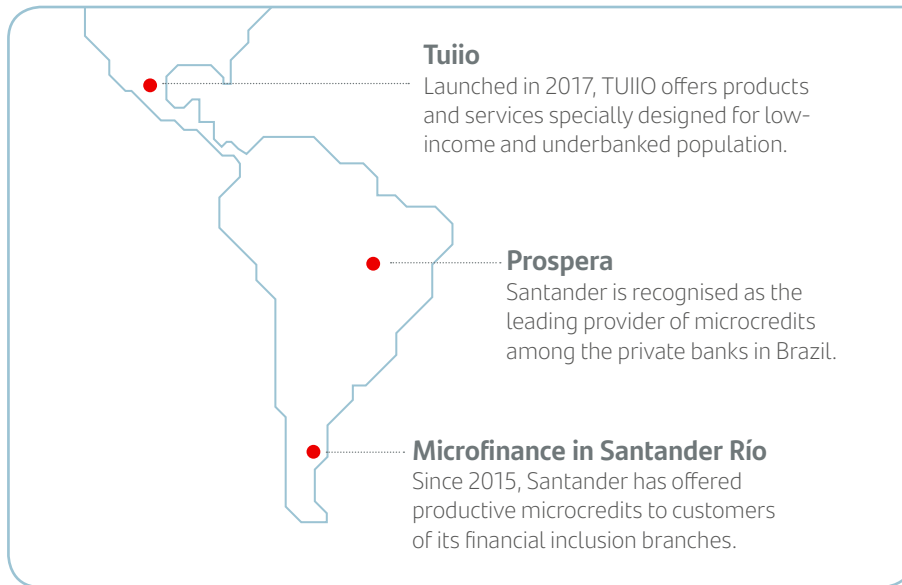 Tuiio
Launched in 2017, TUIIO offers products
and services specially designed for low-
income and underbanked population.
Prospera
Santander is recognised as the
leading provider of microcredits
among the private banks in Brazil.
Microfinance in Santander Río
Since 2015, Santander has offered
productive microcredits to customers
of its financial inclusion branches.